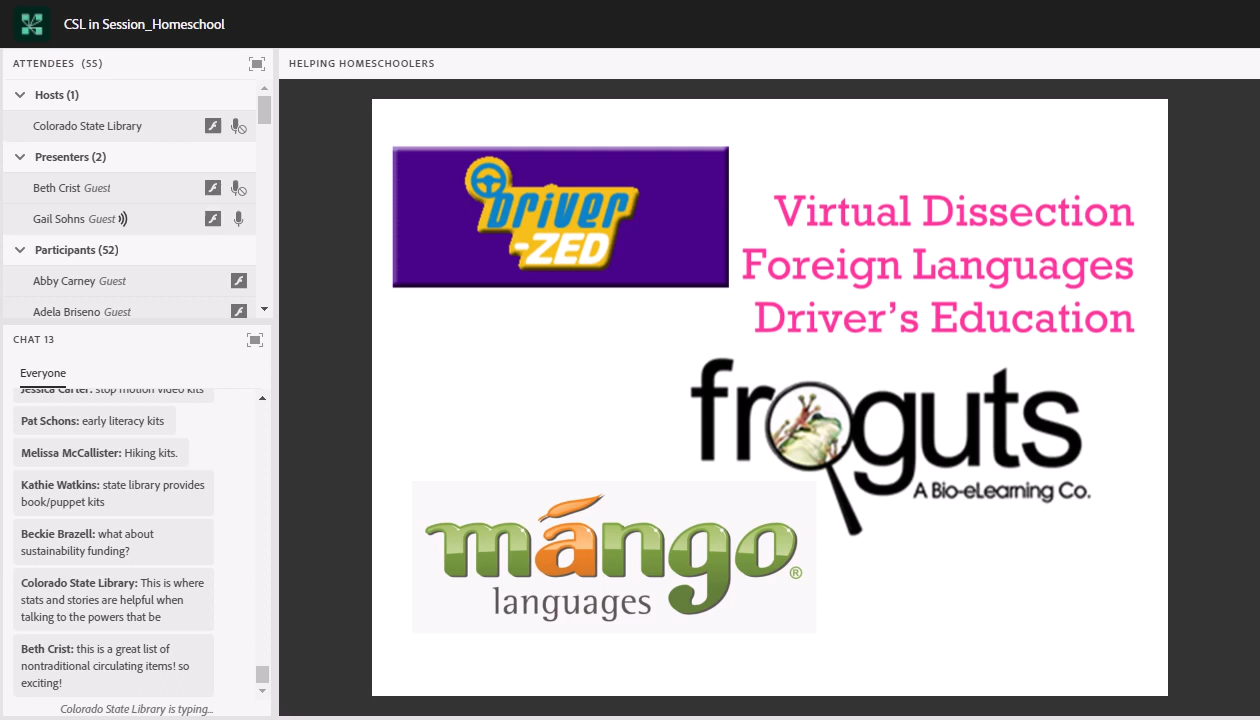 CSL in Session_Homeschool
ATTENDEES (55)
Hosts (1)
Colorado State Library
Presenters (2)
Beth Crist Guest
Gail Sohns Guest
Participants (52)
Abby Carney Guest
Adela Briseno Guest
CHAT 13
Everyone
Jessica Carter: stop motion video kits
Pat Schons: early literacy kits
Melissa McCallister: Hiking kits.
Kathie Watkins: state library provides
book/puppet kits
Beckie Brazell: what about
sustainability funding?
Colorado State Library: This is where
stats and stories are helpful when
talking to the powers that be
Beth Crist: this is a great list of
nontraditional circulating items! so
exciting!
Colorado State Library is typing...
HELPING HOMESCHOOLERS
DRiVER
-ZED
Virtual Dissection
Foreign Languages
Driver's Education
froguts
A Bio-eLearning Co.
mango®
languages